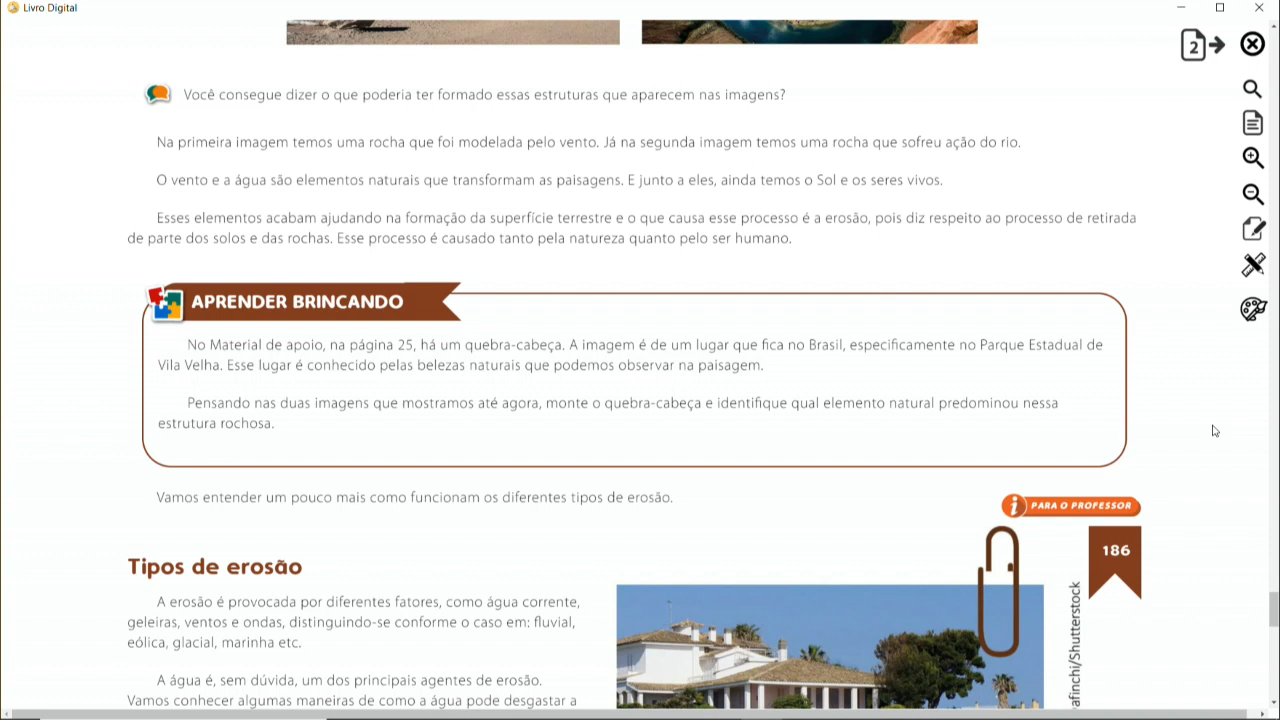 Livro Digital
2
Você consegue dizer o que poderia ter formado essas estruturas que aparecem nas imagens?
Na primeira imagem temos uma rocha que foi modelada pelo vento. Já na segunda imagem temos uma rocha que sofreu ação do rio.
O vento e a água são elementos naturais que transformam as paisagens. E junto a eles, ainda temos o Sol e os seres vivos.
Esses elementos acabam ajudando na formação da superfície terrestre e o que causa esse processo é a erosão, pois diz respeito ao processo de retirada
de parte dos solos e das rochas. Esse processo é causado tanto pela natureza quanto pelo ser humano.
APRENDER BRINCANDO
No Material de apoio, na página 25, há um quebra-cabeça. A imagem é de um lugar que fica no Brasil, especificamente no Parque Estadual de
Vila Velha. Esse lugar é conhecido pelas belezas naturais que podemos observar na paisagem.
Pensando nas duas imagens que mostramos até agora, monte o quebra-cabeça e identifique qual elemento natural predominou nessa
estrutura rochosa.
Vamos entender um pouco mais como funcionam os diferentes tipos de erosão.
i PARA O PROFESSOR
186
Tipos de erosão
A erosão é provocada por diferentes fatores, como água corrente,
geleiras, ventos e ondas, distinguindo-se conforme o caso em: fluvial,
eólica, glacial, marinha etc.
A água é, sem dúvida, um dos principais agentes de erosão.
Vamos conhecer algumas maneiras de como a água pode desgastar a
/Shutterstock